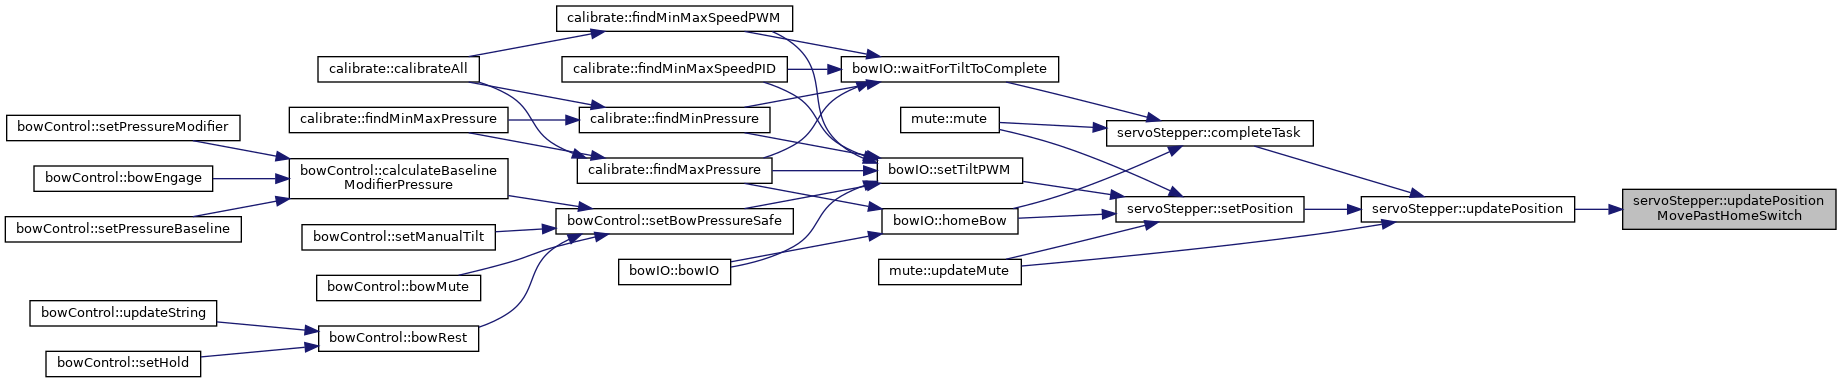 calibrate::findMinMaxSpeedPWM
calibrate::calibrateAll
calibrate::findMinMaxSpeedPID
bowIO::waitForTiltToComplete
bowControl::setPressureModifier
calibrate::findMinMaxPressure
calibrate::findMinPressure
mute::mute
servoStepper::completeTask
bowControl::bowEngage
bowControl::calculateBaseline
ModifierPressure
calibrate::findMaxPressure
bowIO::setTiltPWM
bowControl::setPressureBaseline
bowControl::setBowPressureSafe
bowIO::homeBow
servoStepper::setPosition
servoStepper::updatePosition
servoStepper::updatePosition
MovePastHomeSwitch
bowControl::setManualTilt
bowIO::bowIO
mute::updateMute
bowControl::bowMute
bowControl::updateString
bowControl::bowRest
bowControl::setHold